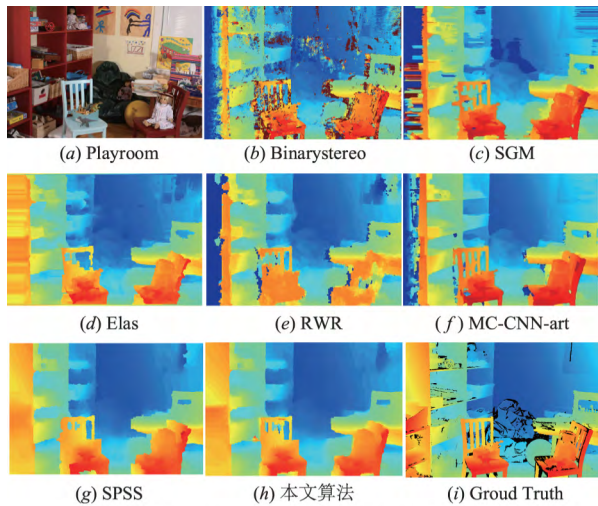 (a) Playroom
(b) Binarystereo
(c) SGM
(d) Elas
(e) RWR
(f) MC-CNN-art
(g) SPSS
(h) 本文算法
(i) Groud Truth